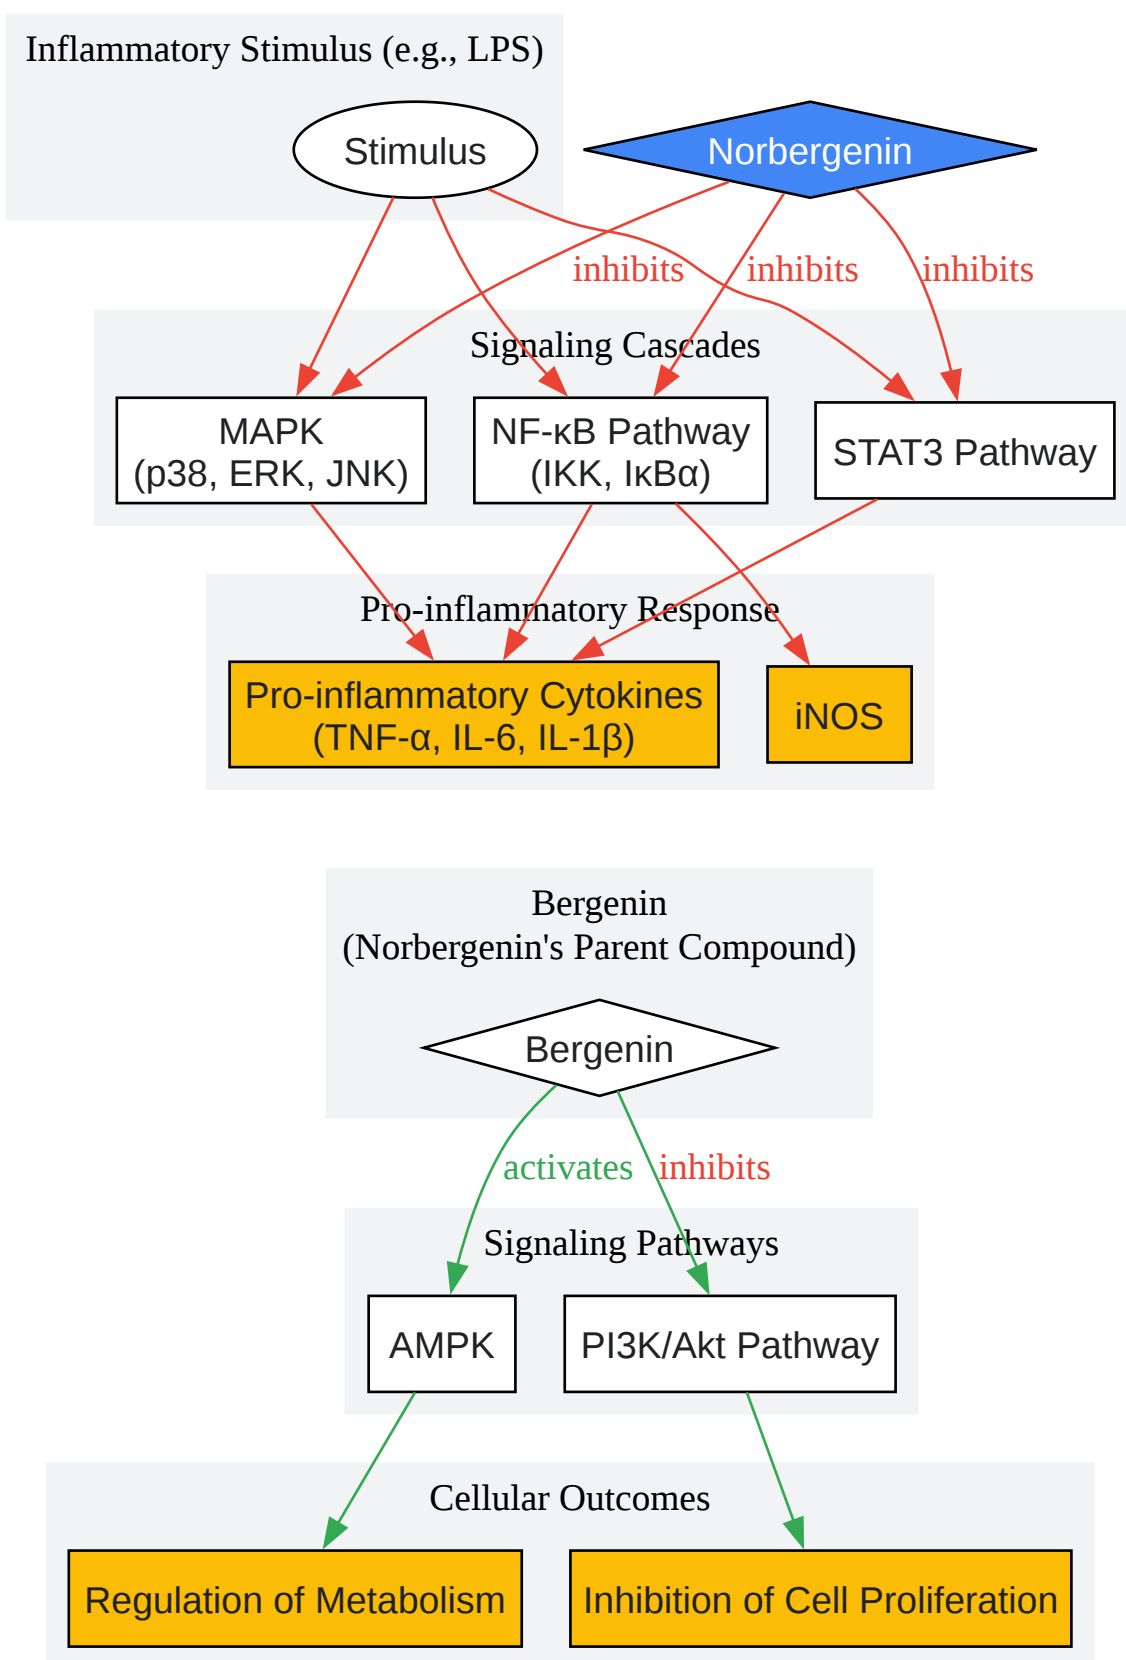 Inflammatory Stimulus (e.g., LPS)
Stimulus
Norbergenin
inhibits
inhibits
inhibits
Signaling Cascades
MAPK
(p38, ERK, JNK)
NF-κB Pathway
(IKK, IκBα)
STAT3 Pathway
Pro-inflammatory Response
Pro-inflammatory Cytokines
(TNF-α, IL-6, IL-1β)
iNOS
Bergenin
(Norbergenin's Parent Compound)
Bergenin
activates
inhibits
Signaling Pathways
AMPK
PI3K/Akt Pathway
Cellular Outcomes
Regulation of Metabolism
Inhibition of Cell Proliferation